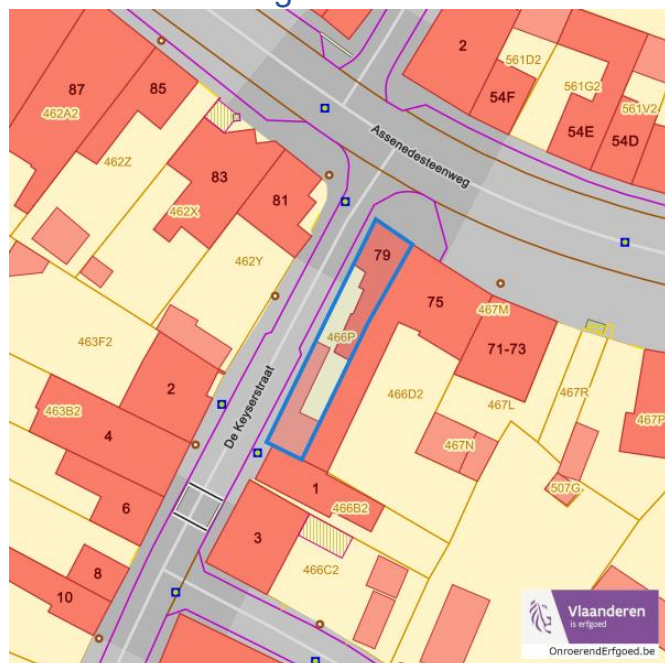 2
561D2
54F
561G2
54E
561V2
54D
87
462A2
85
462Z
Assenedesteenweg
83
462X
81
462Y
79
75
467M
466P
71-73
463F2
2
466D2
467L
467R
467P
463B2
4
De Keyserstraat
467N
6
1
466B2
507G
3
8
466C2
10
Vlaanderen
is erfgoed
OnroerendErfgoed.be